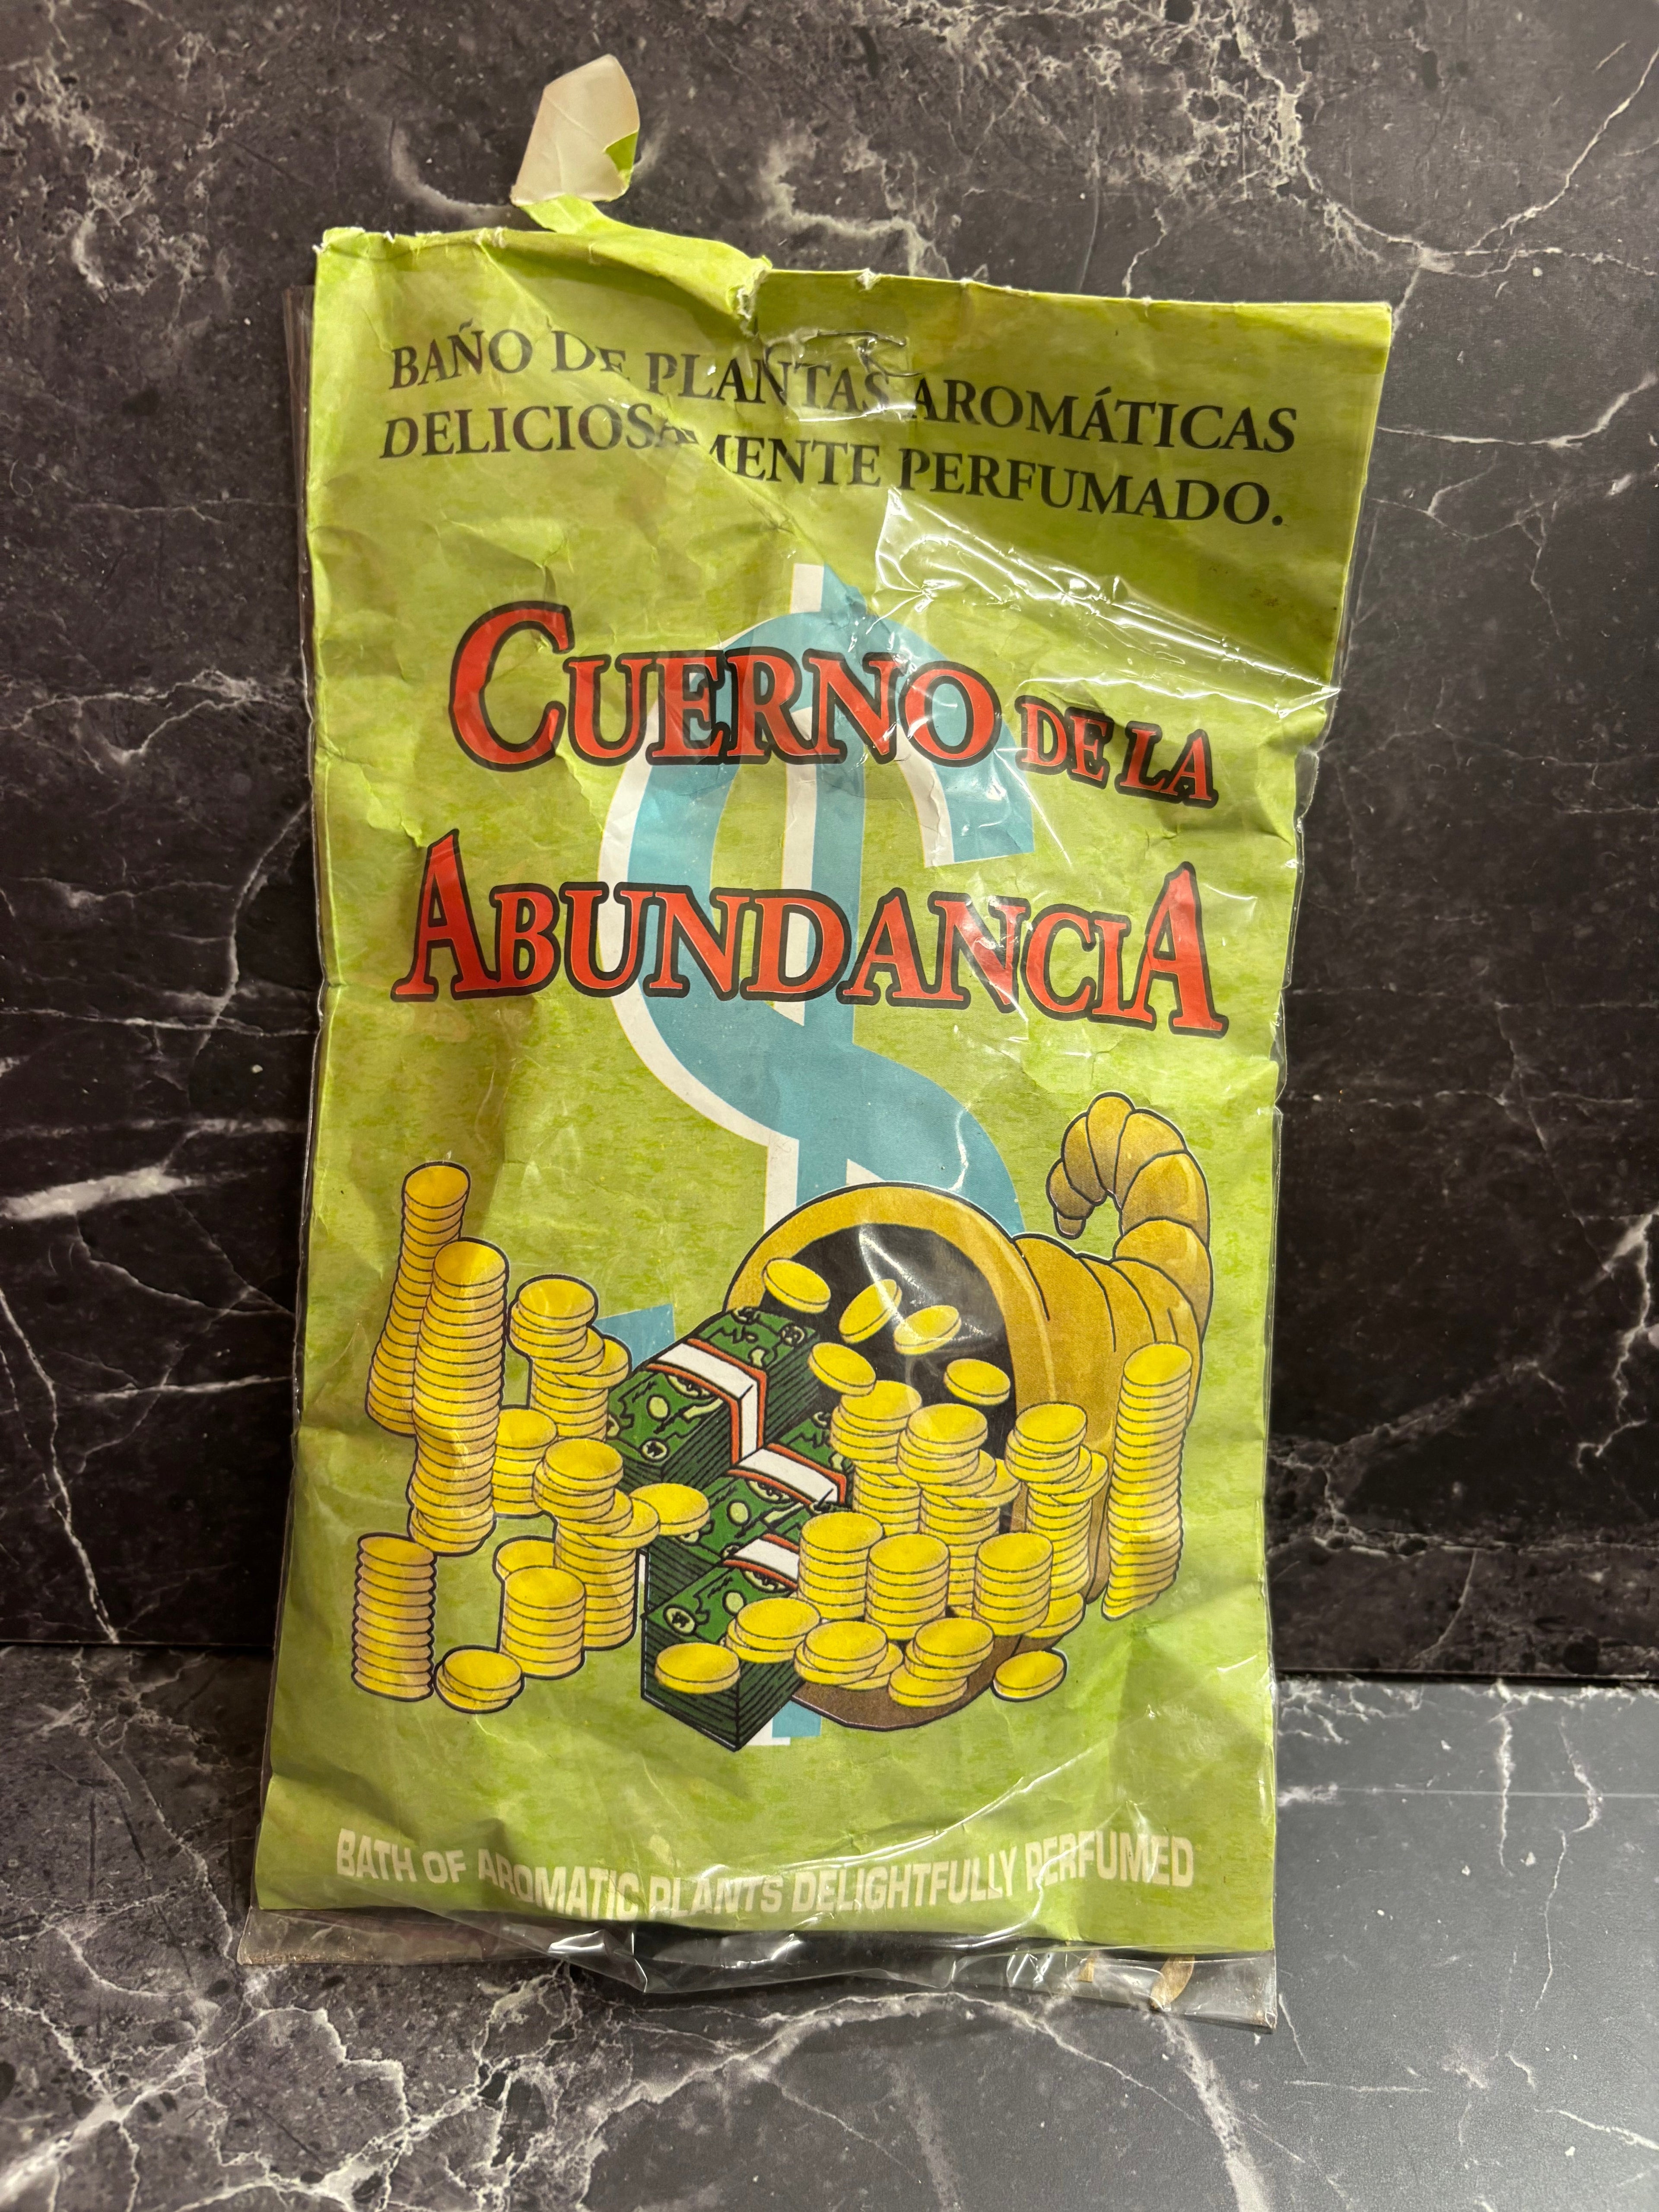 BAÑO DE PLANTAS AROMÁTICAS
DELICIOSAMENTE PERFUMADO.
CUERNO DE LA
ABUNDANCIA
BATH OF AROMATIC PLANTS DELIGHTFULLY PERFUMED